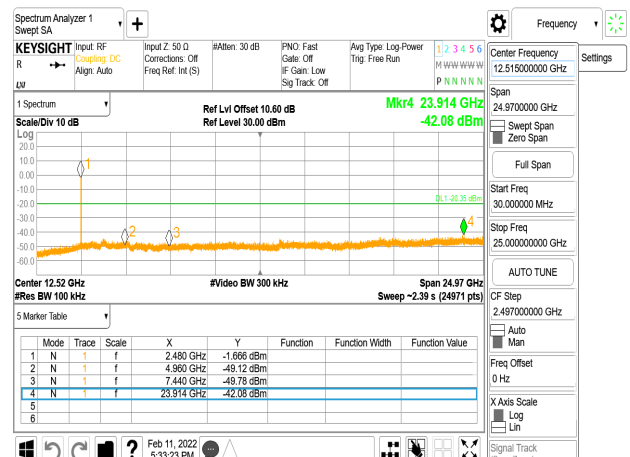 Spectrum Analyzer 1
Swept SA
Frequency
KEYSIGHT
Input: RF
Coupling: DC
Align: Auto
Input Z: 50 Ω
Corrections: Off
Freq Ref: Int (S)
#Atten: 30 dB
PNO: Fast
Gate: Off
IF Gain: Low
Sig Track: Off
Avg Type: Log-Power
Trig: Free Run
1 2 3 4 5 6
M W W W W W
P N N N N N
R
LXI
1 Spectrum
Ref Lvl Offset 10.60 dB
Mkr4 23.914 GHz
Scale/Div 10 dB
Ref Level 30.00 dBm
-42.08 dBm
Log
20.0
10.0
0.00
-10.0
-20.0
-30.0
-40.0
-50.0
-60.0
1
2
3
4
DL1 -20.35 dBm
Center 12.52 GHz
#Video BW 300 kHz
Span 24.97 GHz
#Res BW 100 kHz
Sweep ~2.39 s (24971 pts)
5 Marker Table
Mode Trace Scale X Y Function Function Width Function Value
1 N 1 f 2.480 GHz -1.666 dBm
2 N 1 f 4.960 GHz -49.12 dBm
3 N 1 f 7.440 GHz -49.78 dBm
4 N 1 f 23.914 GHz -42.08 dBm
5
6
?
Feb 11, 2022
5:33:23 PM
Center Frequency
12.515000000 GHz
Settings
Span
24.9700000 GHz
Swept Span
Zero Span
Full Span
Start Freq
30.000000 MHz
Stop Freq
25.000000000 GHz
AUTO TUNE
CF Step
2.497000000 GHz
Auto
Man
Freq Offset
0 Hz
X Axis Scale
Log
Lin
Signal Track